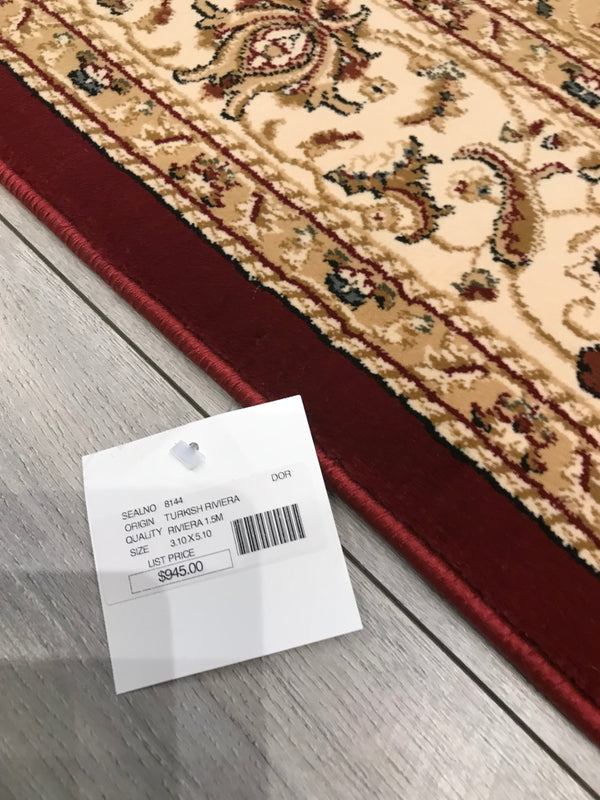 DOR
SEALNO 8144
ORIGIN TURKISH RIVIERA
QUALITY RIVIERA 1.5M
SIZE 3.10 X 5.10
LIST PRICE
$945.00